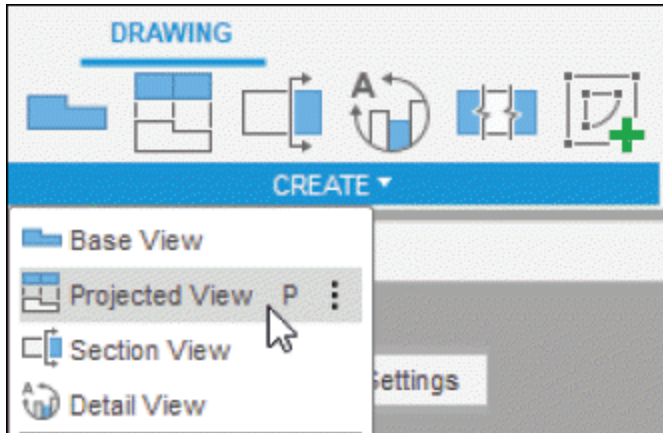 DRAWING
A
CREATE
Base View
Projected View P
Section View
Settings
A
Detail View